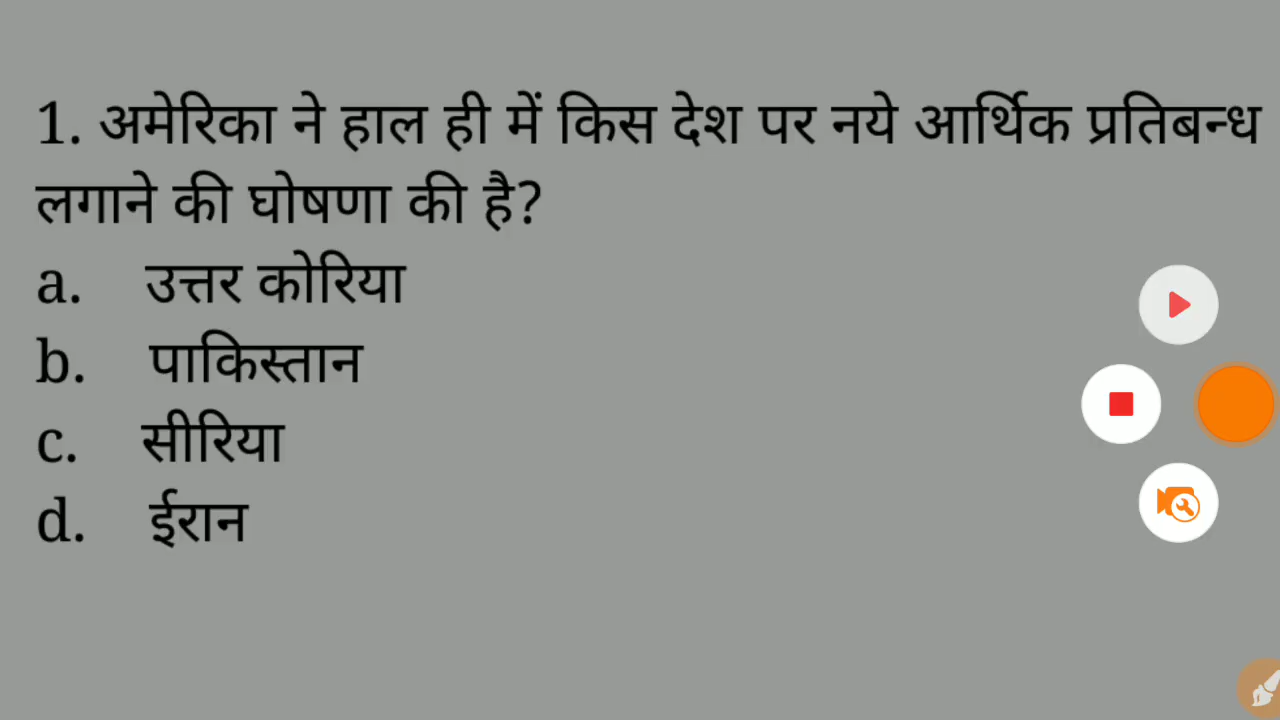 1. अमेरिका ने हाल ही में किस देश पर नये आर्थिक प्रतिबन्ध
लगाने की घोषणा की है?
a. उत्तर कोरिया
b. पाकिस्तान
c. सीरिया
d. ईरान